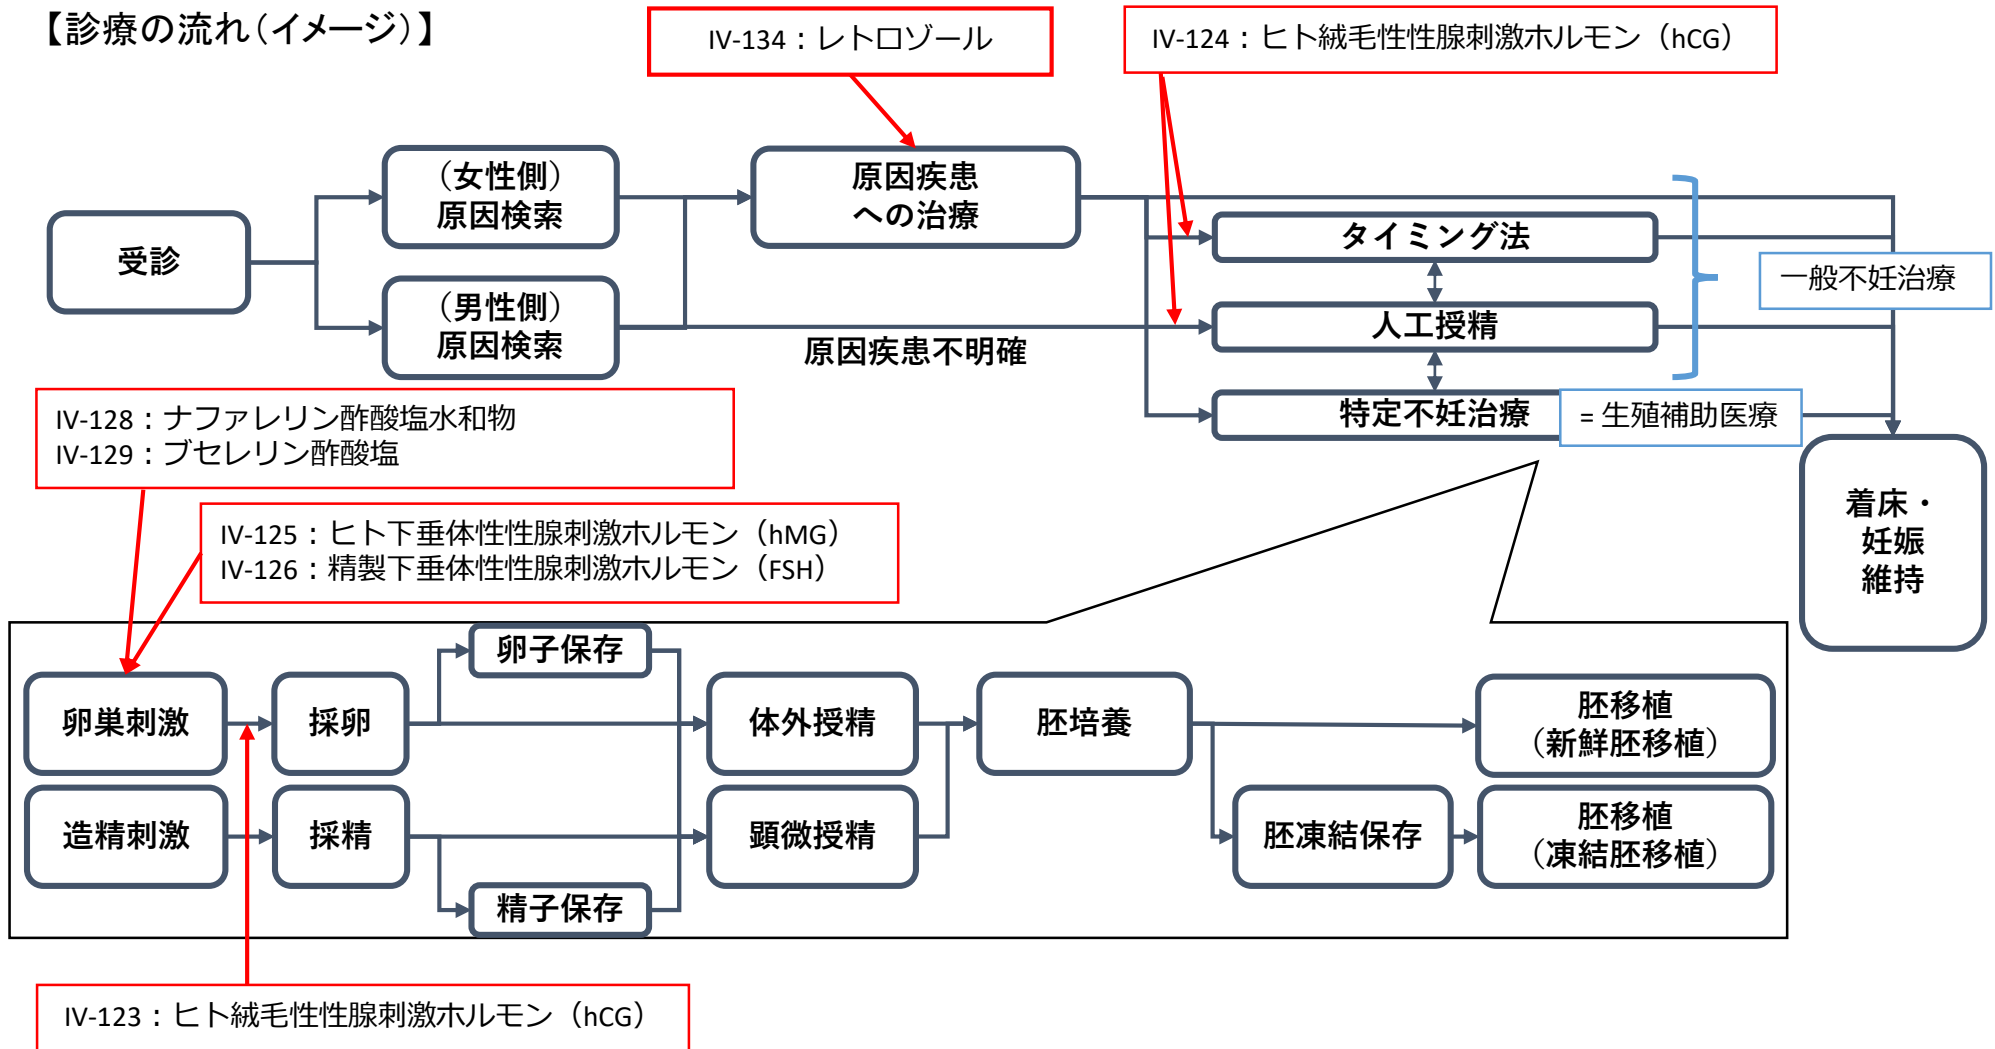 【診療の流れ（イメージ）】
IV-134：レトロゾール
IV-124：ヒト絨毛性性腺刺激ホルモン（hCG）
受診
（女性側）
原因検索
（男性側）
原因検索
原因疾患
への治療
原因疾患不明確
タイミング法
人工授精
特定不妊治療
一般不妊治療
= 生殖補助医療
着床・
妊娠
維持
IV-128：ナファレリン酢酸塩水和物
IV-129：ブセレリン酢酸塩
IV-125：ヒト下垂体性性腺刺激ホルモン（hMG）
IV-126：精製下垂体性性腺刺激ホルモン（FSH）
卵巣刺激
採卵
卵子保存
体外授精
胚培養
胚移植
（新鮮胚移植）
造精刺激
採精
精子保存
顕微授精
胚凍結保存
胚移植
（凍結胚移植）
IV-123：ヒト絨毛性性腺刺激ホルモン（hCG）